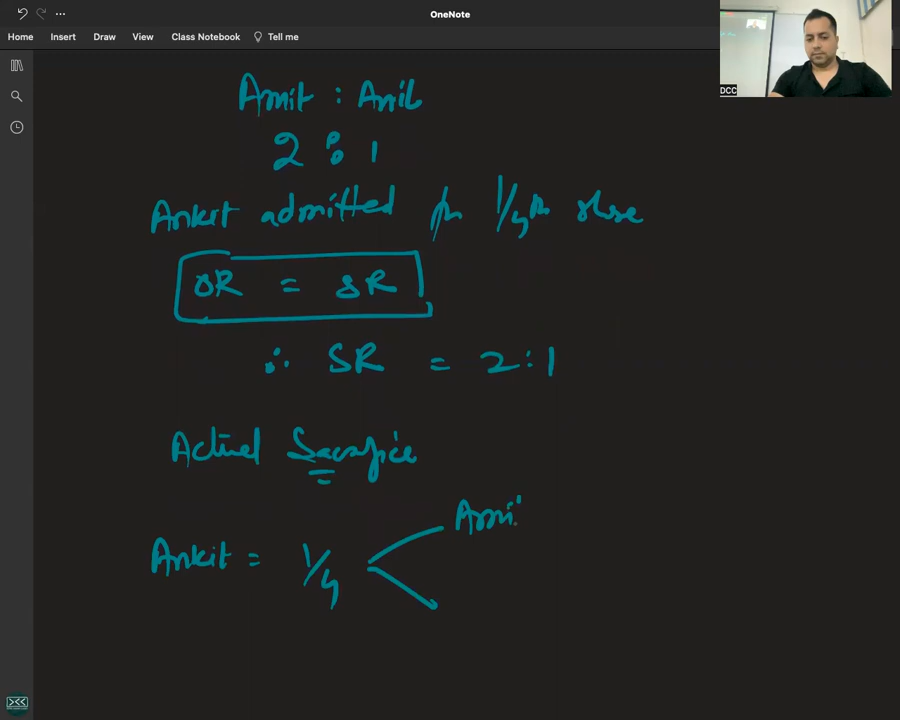 OneNote
Home Insert Draw View Class Notebook Tell me
DCC
Amit : Anil
2 : 1
Ankit admitted for 1/4th share
OR = SR
∴ SR = 2:1
Actual Sacrifice
Ami
Ankit = 1/4